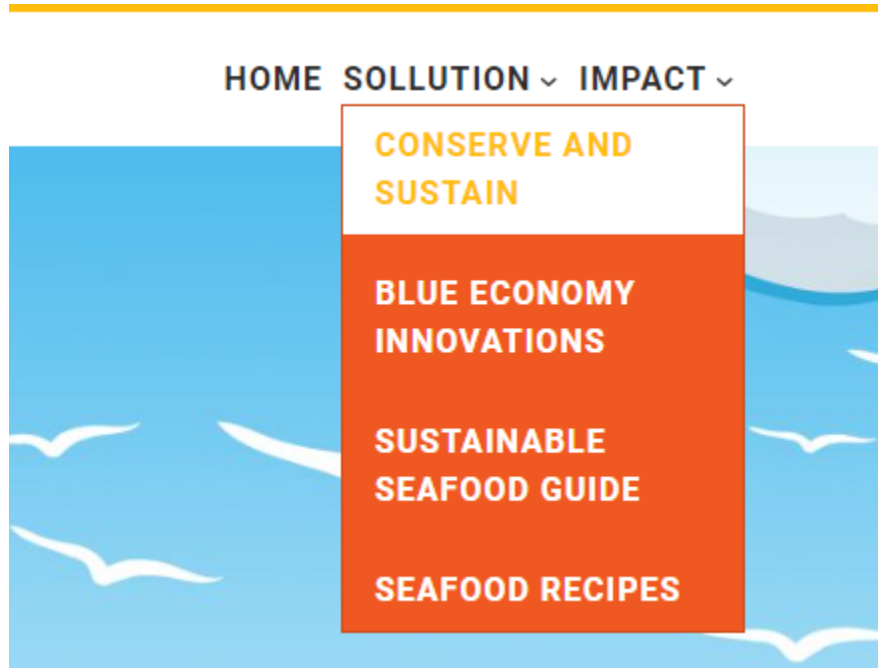 HOME SOLLUTION IMPACT
CONSERVE AND
SUSTAIN
BLUE ECONOMY
INNOVATIONS
SUSTAINABLE
SEAFOOD GUIDE
SEAFOOD RECIPES